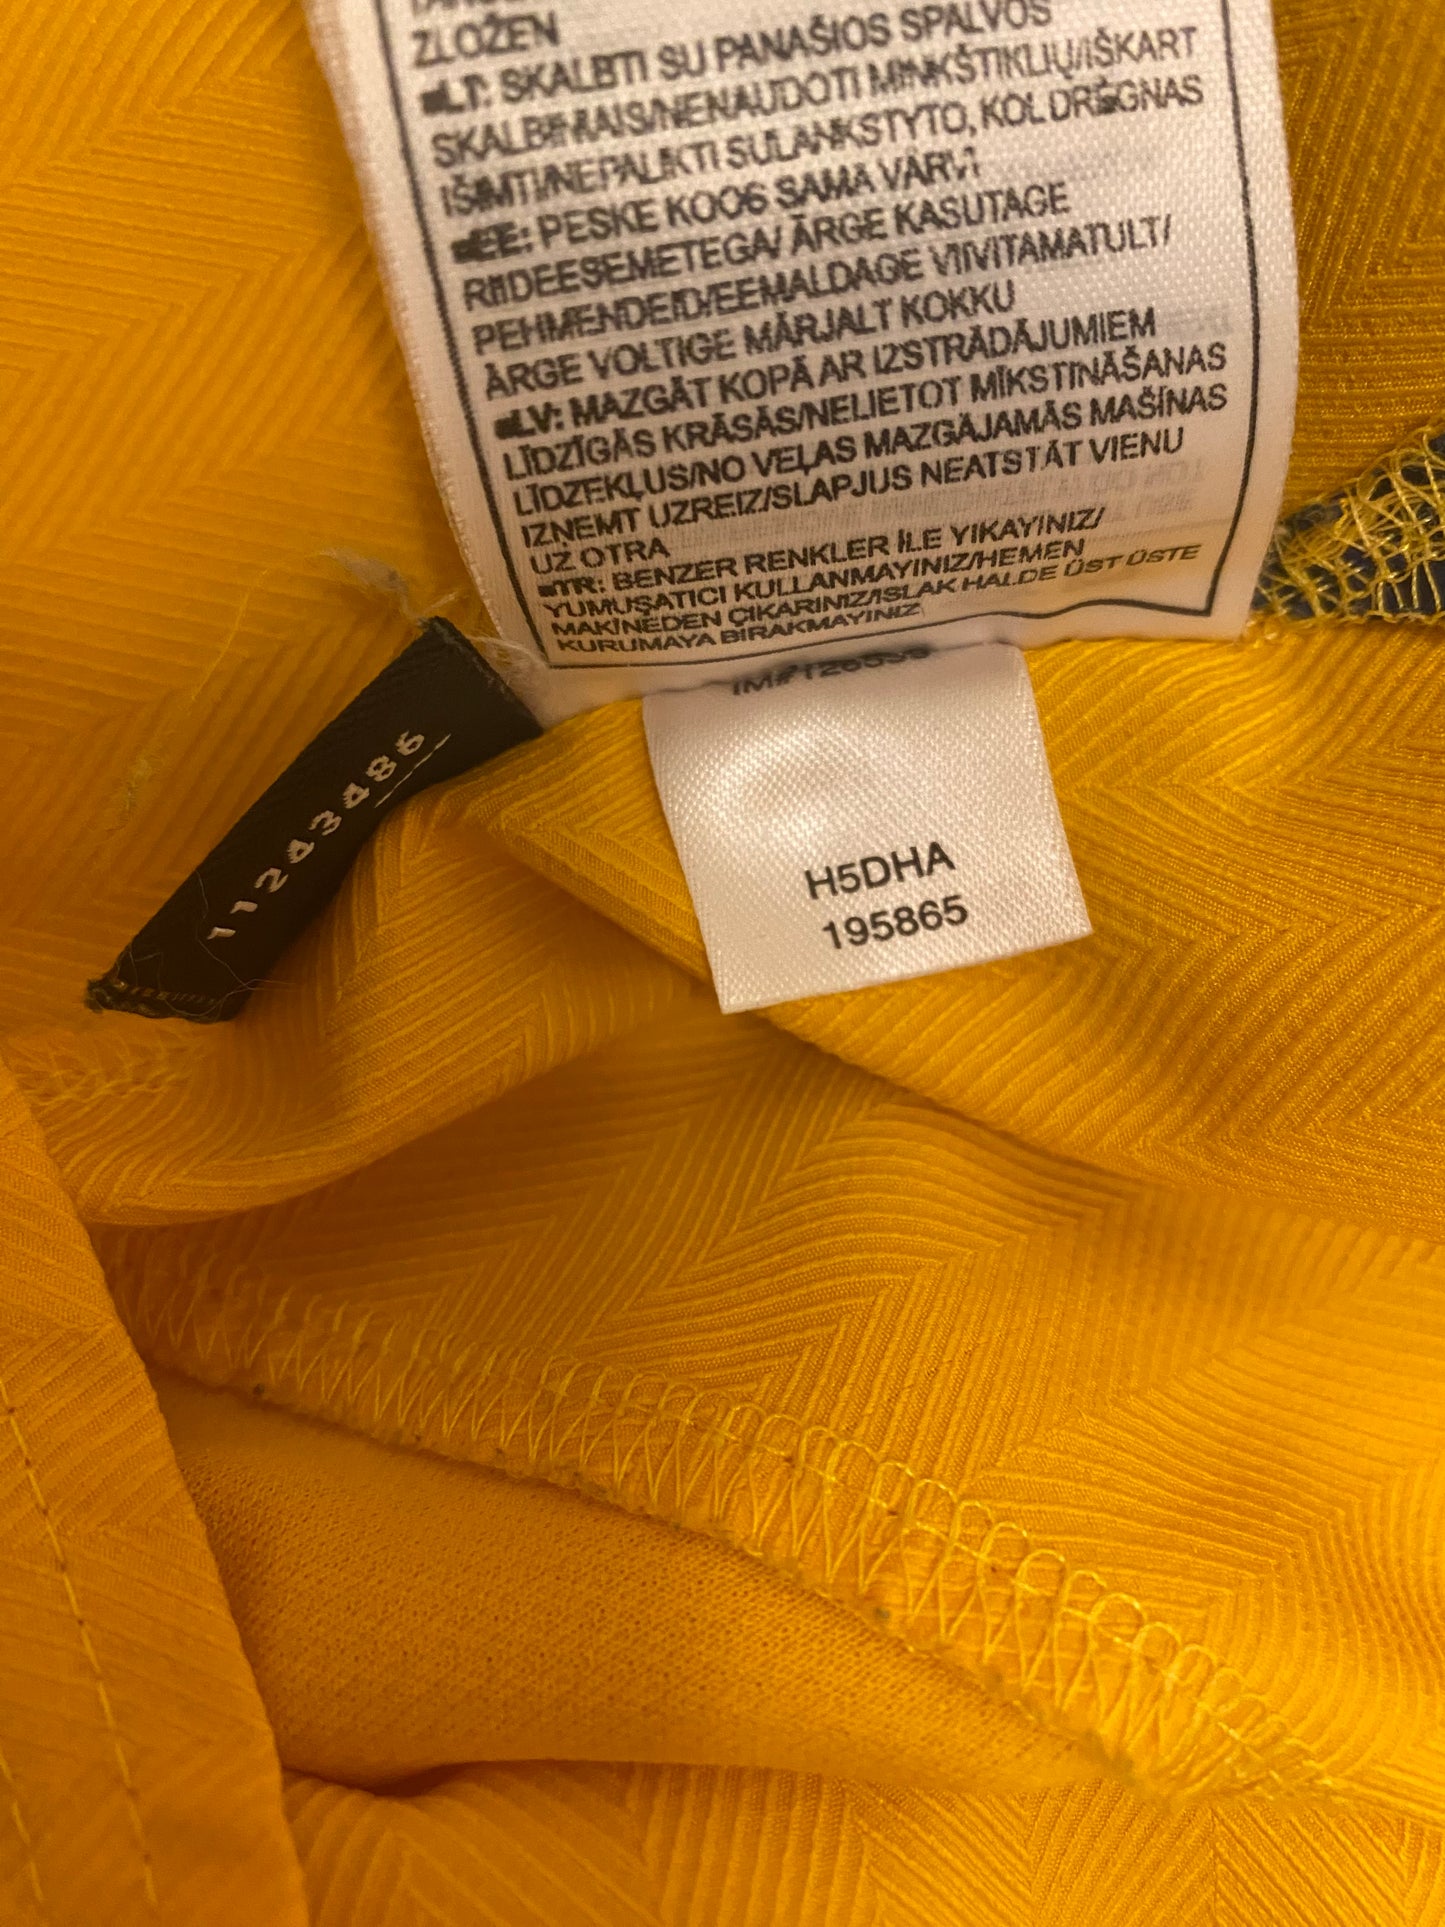 ZLOŽEN
■LT: SKALBTI SU PANAŠIOS SPALVOS
SKALBIMAIS/NENAUDOTI MINKŠTIKLIŲ/IŠKART
IŠIMTI/NEPALIKTI SULANKSTYTO, KOL DRĖGNAS
■EE: PESKE KOOS SAMA VÄRVI
RIIDEESEMETEGA/ ÄRGE KASUTAGE
PEHMENDEID/EEMALDAGE VIIVITAMATULT/
ÄRGE VOLTIGE MÄRJALT KOKKU
■LV: MAZGĀT KOPĀ AR IZSTRĀDĀJUMIEM
LĪDZĪGĀS KRĀSĀS/NELIETOT MĪKSTINĀŠANAS
LĪDZEKĻUS/NO VEĻAS MAZGĀJAMĀS MAŠĪNAS
IZŅEMT UZREIZ/SLAPJUS NEATSTĀT VIENU
UZ OTRA
■TR: BENZER RENKLER İLE YIKAYINIZ/
YUMUŞATICI KULLANMAYINIZ/HEMEN
MAKİNEDEN ÇIKARINIZ/ISLAK HALDE ÜST ÜSTE
KURUMAYA BIRAKMAYINIZ
11243486
H5DHA
195865